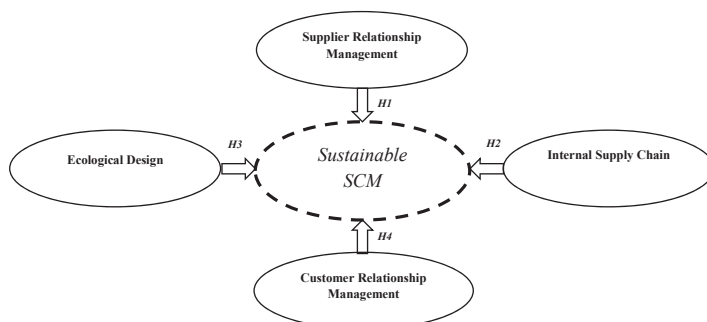 Supplier Relationship
Management
H1
H3
H2
Ecological Design
Sustainable
SCM
Internal Supply Chain
H4
Customer Relationship
Management